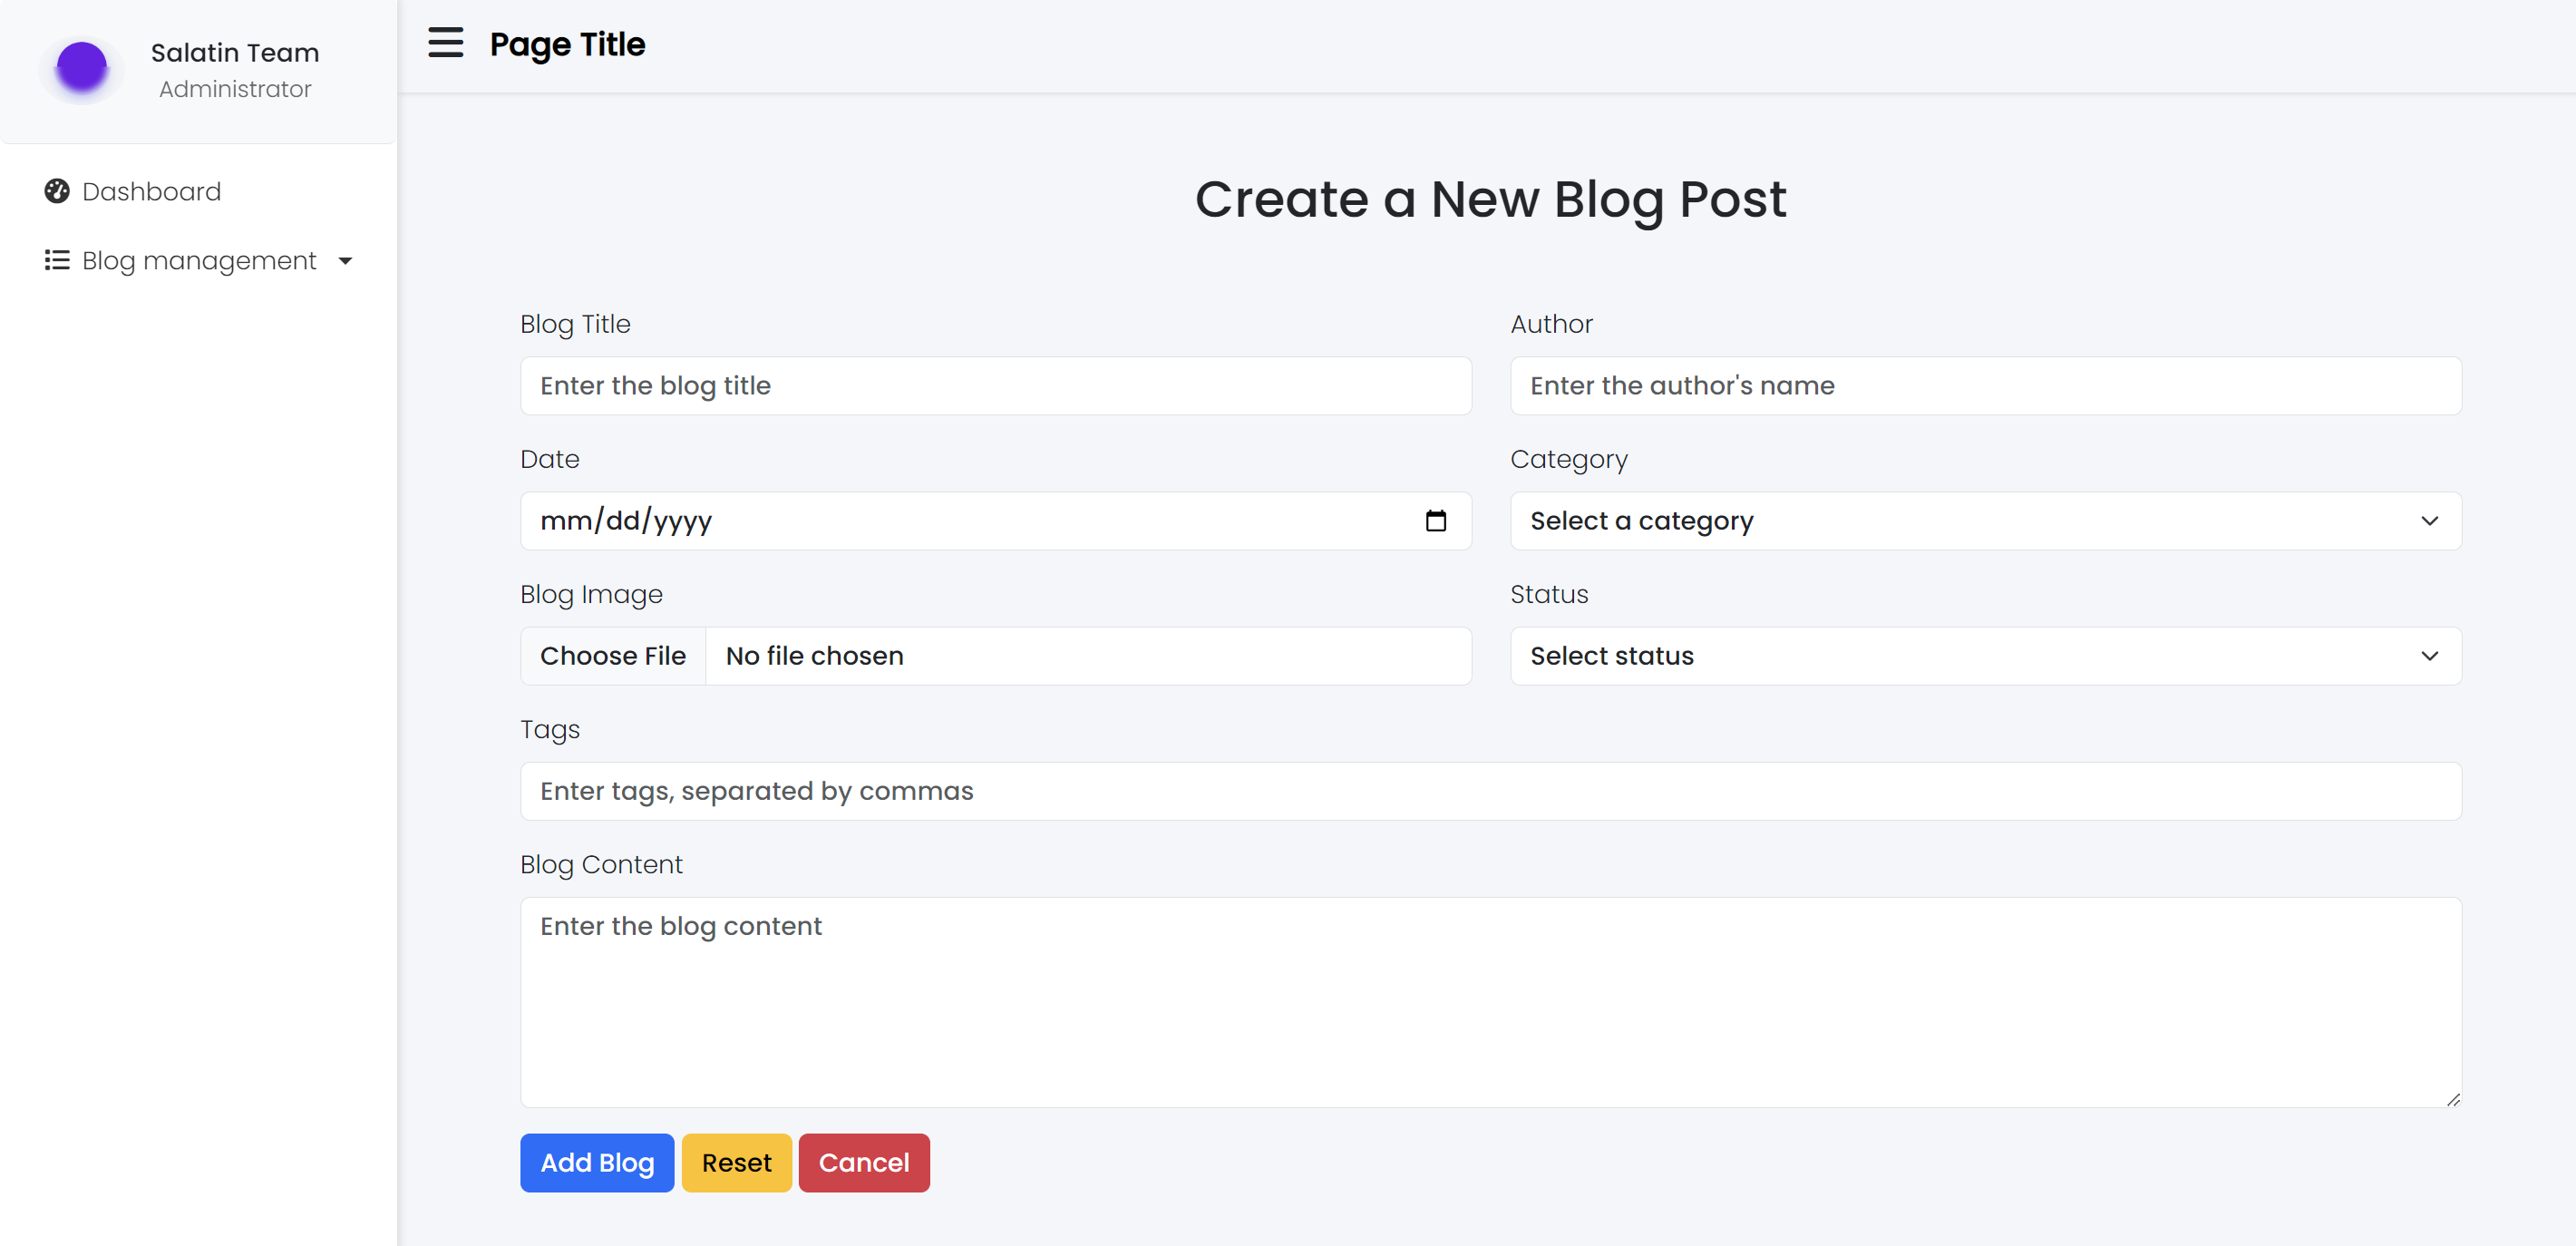 Salatin Team
Administrator
Dashboard
Blog management
Page Title
Create a New Blog Post
Blog Title
Enter the blog title
Author
Enter the author's name
Date
mm/dd/yyyy
Category
Select a category
Blog Image
Choose File No file chosen
Status
Select status
Tags
Enter tags, separated by commas
Blog Content
Enter the blog content
Add Blog Reset Cancel